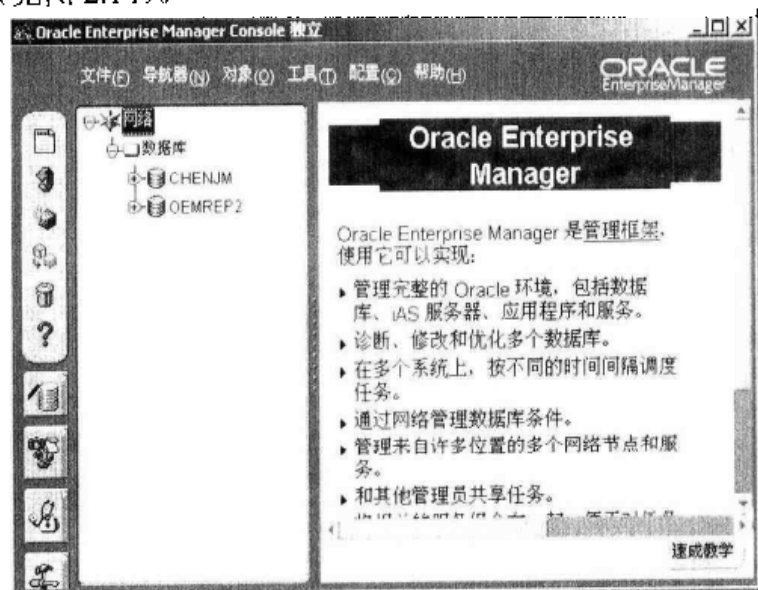 Oracle Enterprise Manager Console 独立
文件(F) 导航器(N) 对象(O) 工具(T) 配置(C) 帮助(H)
ORACLE
EnterpriseManager
网络
数据库
CHENJM
OEMREP2
Oracle Enterprise
Manager
Oracle Enterprise Manager 是管理框架，
使用它可以实现：
管理完整的 Oracle 环境，包括数据
库、iAS 服务器、应用程序和服务。
诊断、修改和优化多个数据库。
在多个系统上，按不同的时间间隔调度
任务。
通过网络管理数据库条件。
管理来自许多位置的多个网络节点和服
务。
和其他管理员共享任务。
速成教学